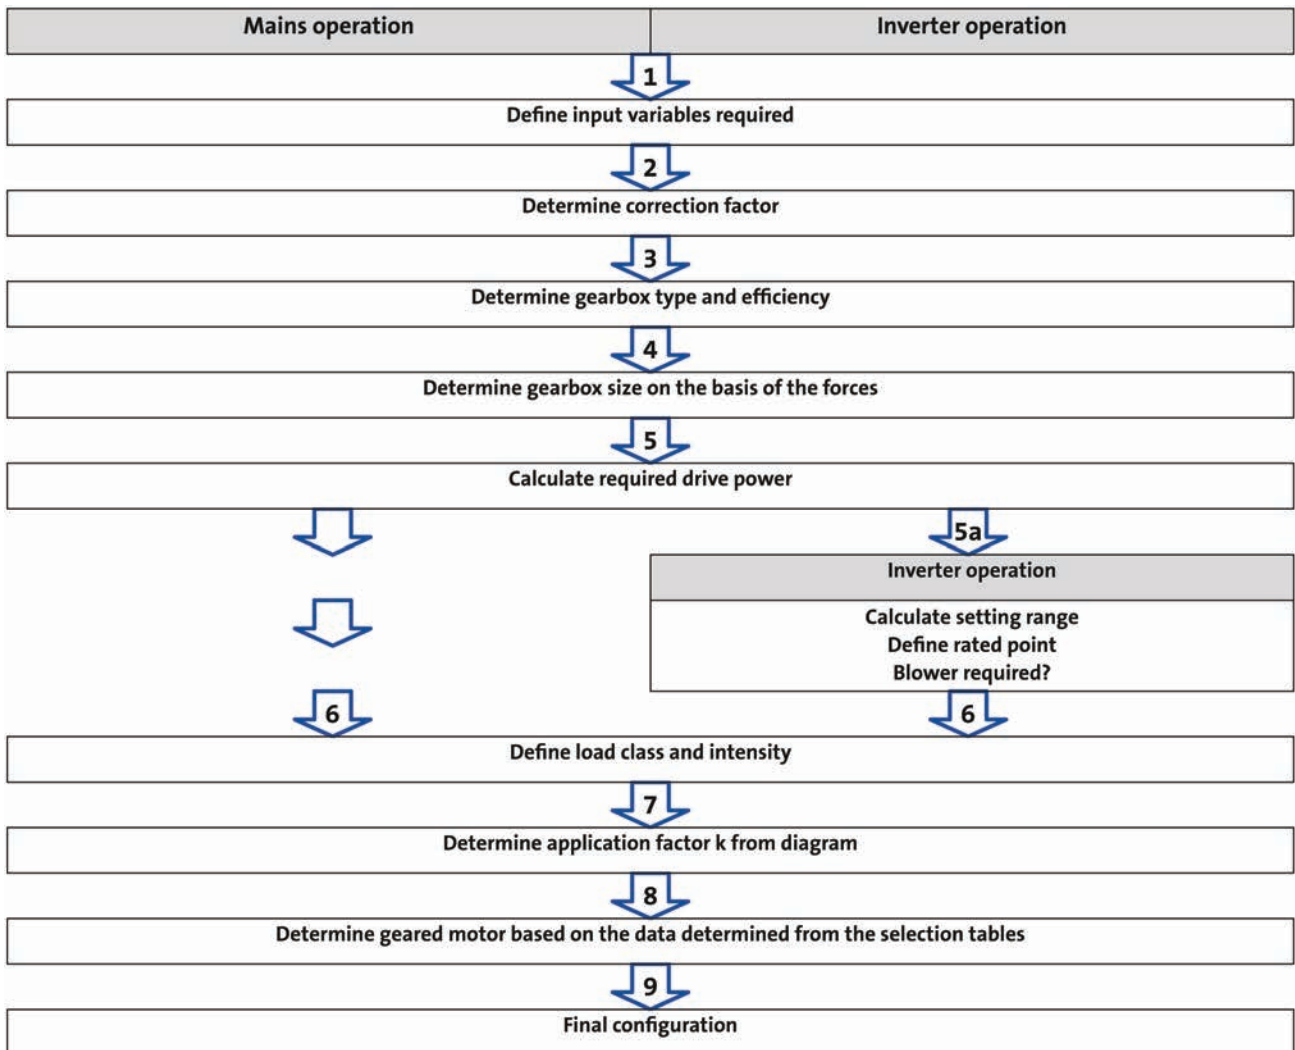 Mains operation
Inverter operation
1
Define input variables required
2
Determine correction factor
3
Determine gearbox type and efficiency
4
Determine gearbox size on the basis of the forces
5
Calculate required drive power
5a
Inverter operation
Calculate setting range
Define rated point
Blower required?
6
6
Define load class and intensity
7
Determine application factor k from diagram
8
Determine geared motor based on the data determined from the selection tables
9
Final configuration